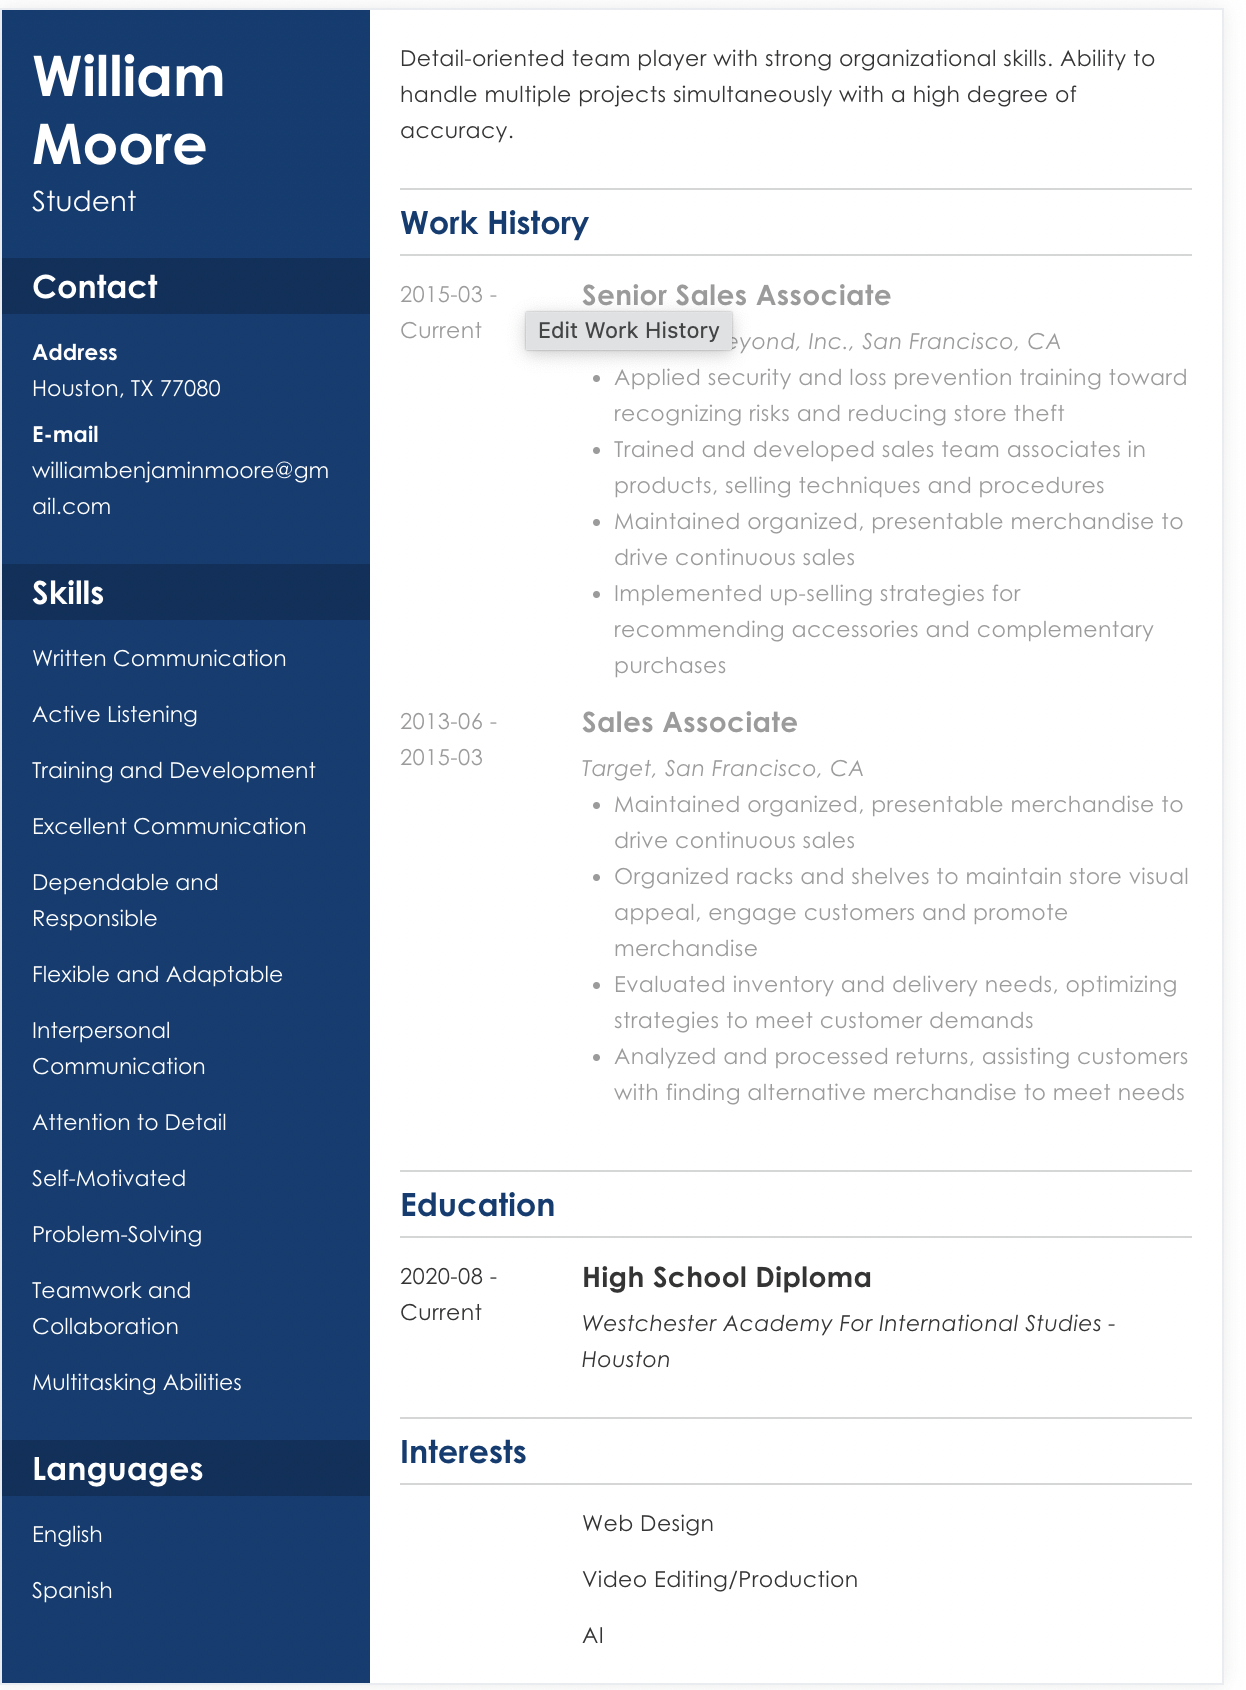 William
Moore
Student
Contact
Address
Houston, TX 77080
E-mail
williambenjaminmoore@gm
ail.com
Skills
Written Communication
Active Listening
Training and Development
Excellent Communication
Dependable and
Responsible
Flexible and Adaptable
Interpersonal
Communication
Attention to Detail
Self-Motivated
Problem-Solving
Teamwork and
Collaboration
Multitasking Abilities
Languages
English
Spanish
Detail-oriented team player with strong organizational skills. Ability to
handle multiple projects simultaneously with a high degree of
accuracy.
Work History
2015-03 -
Current
Senior Sales Associate
Edit Work History
Inc., San Francisco, CA
• Applied security and loss prevention training toward
recognizing risks and reducing store theft
• Trained and developed sales team associates in
products, selling techniques and procedures
• Maintained organized, presentable merchandise to
drive continuous sales
• Implemented up-selling strategies for
recommending accessories and complementary
purchases
2013-06 -
2015-03
Sales Associate
Target, San Francisco, CA
• Maintained organized, presentable merchandise to
drive continuous sales
• Organized racks and shelves to maintain store visual
appeal, engage customers and promote
merchandise
• Evaluated inventory and delivery needs, optimizing
strategies to meet customer demands
• Analyzed and processed returns, assisting customers
with finding alternative merchandise to meet needs
Education
2020-08 -
Current
High School Diploma
Westchester Academy For International Studies -
Houston
Interests
Web Design
Video Editing/Production
AI